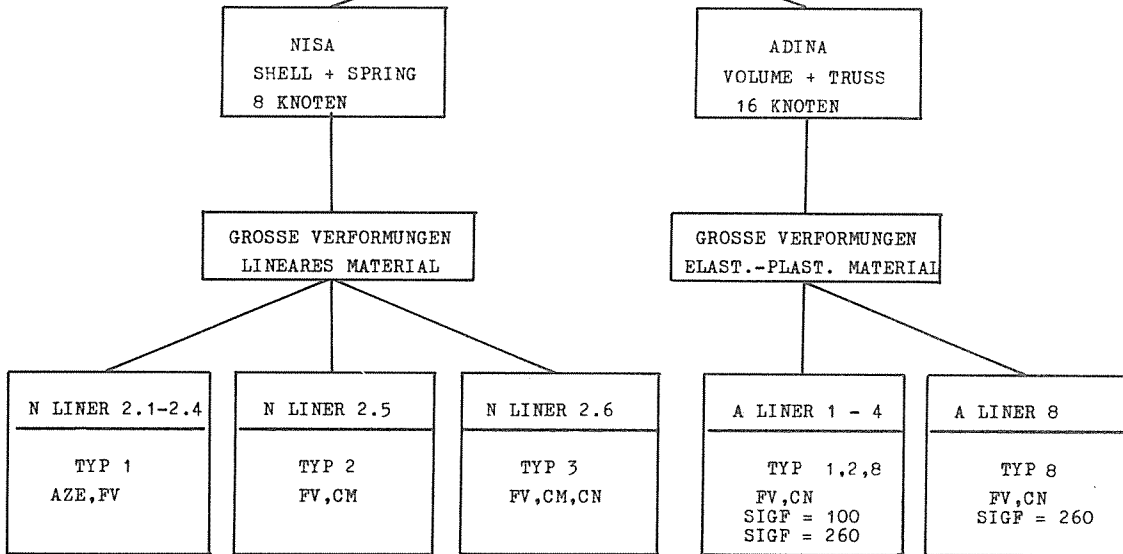 NISA
SHELL + SPRING
8 KNOTEN
ADINA
VOLUME + TRUSS
16 KNOTEN
GROSSE VERFORMUNGEN
LINEARES MATERIAL
GROSSE VERFORMUNGEN
ELAST.-PLAST. MATERIAL
N LINER 2.1-2.4
TYP 1
AZE,FV
N LINER 2.5
TYP 2
FV,CM
N LINER 2.6
TYP 3
FV,CM,CN
A LINER 1 - 4
TYP 1,2,8
FV,CN
SIGF = 100
SIGF = 260
A LINER 8
TYP 8
FV,CN
SIGF = 260